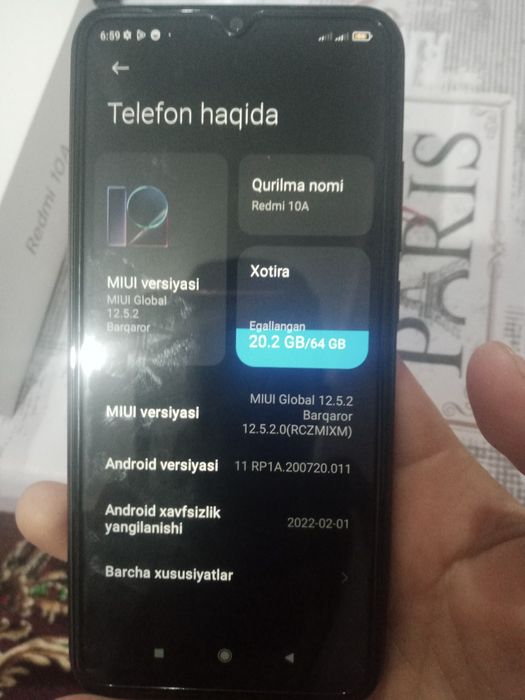 6:59
Telefon haqida
Qurilma nomi
Redmi 10A
MIUI versiyasi
MIUI Global
12.5.2
Barqaror
Xotira
Egallangan
20.2 GB/64 GB
MIUI versiyasi
MIUI Global 12.5.2
Barqaror
12.5.2.0(RCZMIXM)
Android versiyasi
11 RP1A.200720.011
Android xavfsizlik
yangilanishi
2022-02-01
Barcha xususiyatlar
Redmi 10A
PARIS